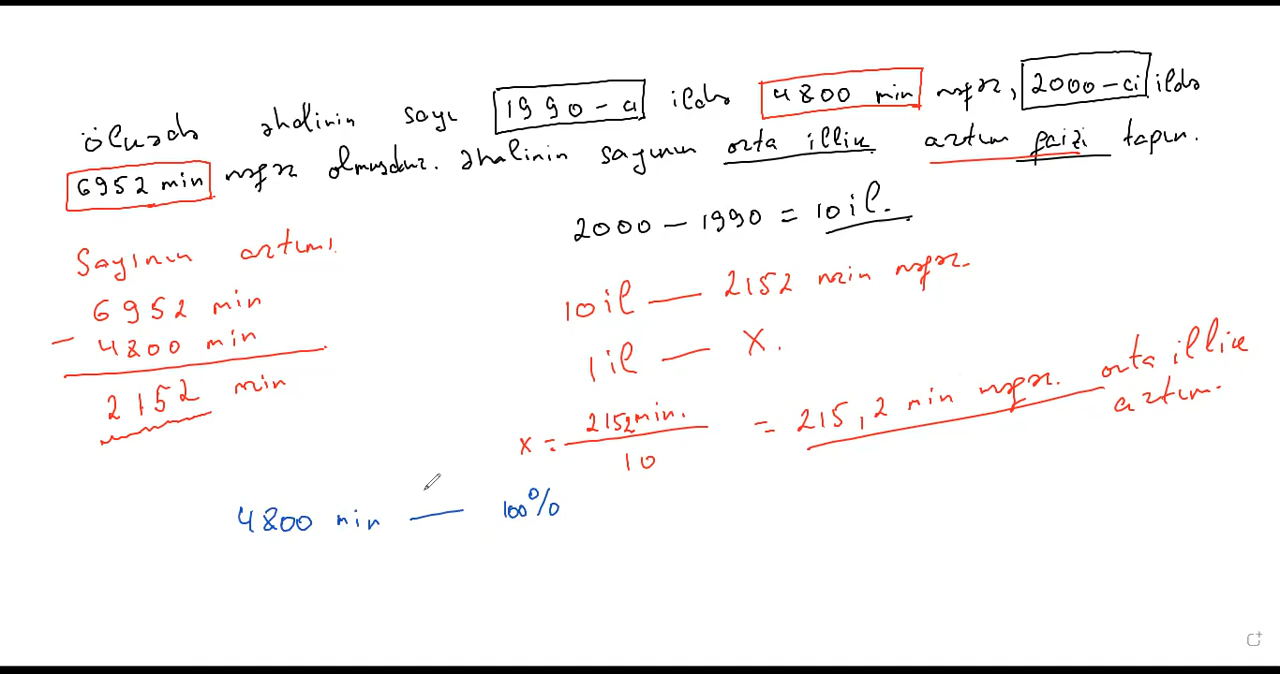 Ölkədə əhalinin sayı 1990-cı ildə 4800 min nəfər, 2000-ci ildə
6952 min nəfər olmuşdur. Əhalinin sayının orta illik artım faizi tapın.
2000 – 1990 = 10 il.
Sayının artımı.
6952 min
– 4800 min
2152 min
10 il — 2152 min nəfər.
1 il — X.
x = 2152 min. / 10 = 215,2 min nəfər. orta illik
artım.
4800 min — 100%